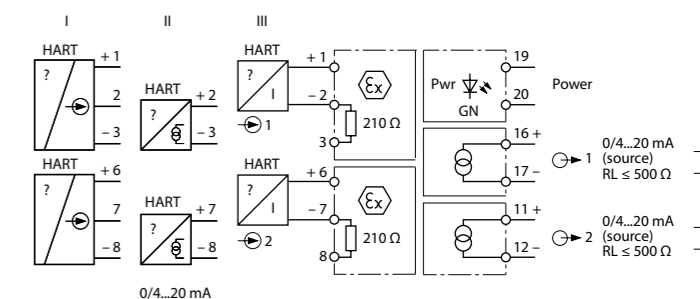 I II III
HART HART
? + 1 2 – 3
HART
? + 2 – 3
? I + 1 – 2 3
1
Ex
210 Ω
Pwr
GN
19
20
Power
16 +
17 –
1
0/4...20 mA
(source)
RL ≤ 500 Ω
HART HART
? + 6 7 – 8
HART
? + 7 – 8
0/4...20 mA
? I + 6 – 7 8
2
Ex
210 Ω
11 +
12 –
2
0/4...20 mA
(source)
RL ≤ 500 Ω